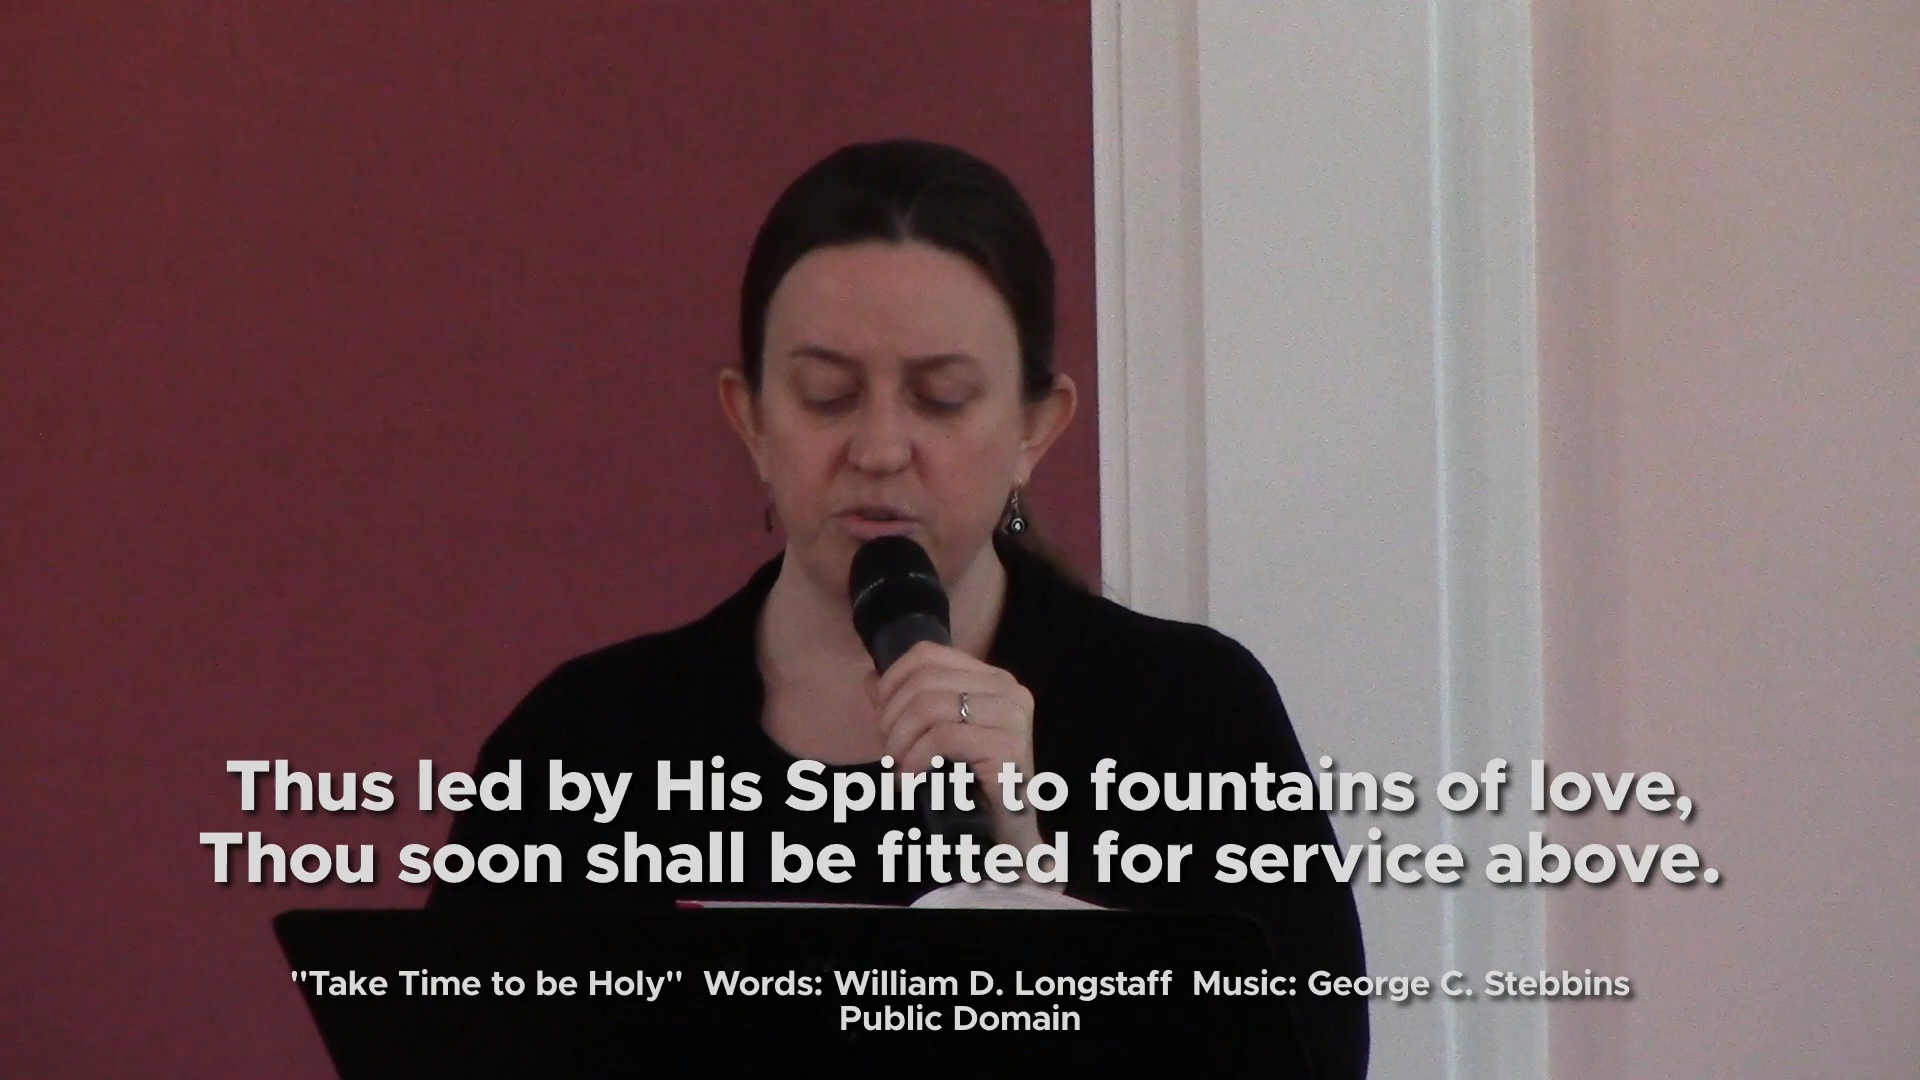 Thus led by His Spirit to fountains of love,
Thou soon shall be fitted for service above.
"Take Time to be Holy" Words: William D. Longstaff Music: George C. Stebbins
Public Domain